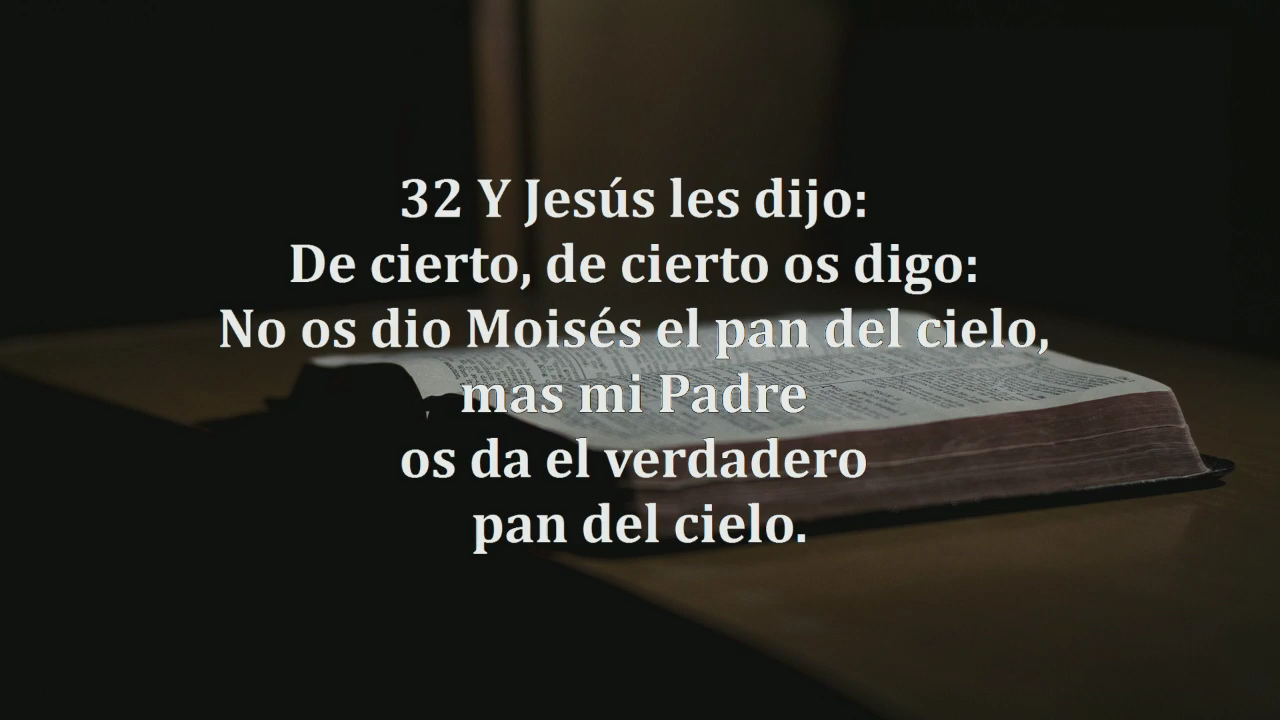 32 Y Jesús les dijo:
De cierto, de cierto os digo:
No os dio Moisés el pan del cielo,
mas mi Padre
os da el verdadero
pan del cielo.